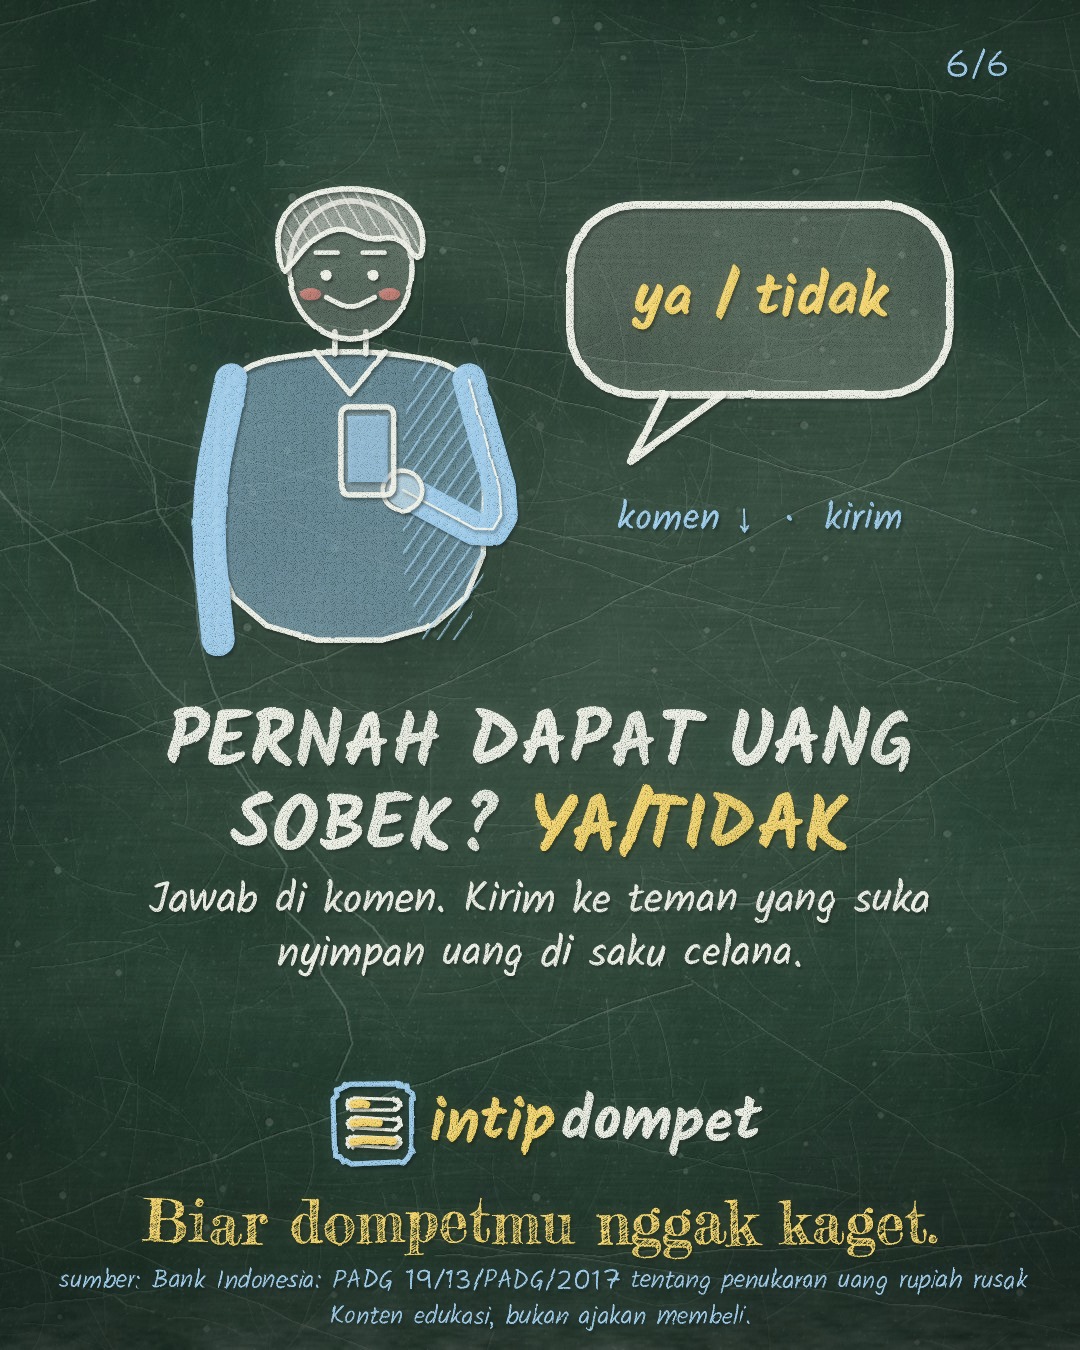 6/6
ya / tidak
komen ↓ · kirim
PERNAH DAPAT UANG
SOBEK? YA/TIDAK
Jawab di komen. Kirim ke teman yang suka
nyimpan uang di saku celana.
intip dompet
Biar dompetmu nggak kaget.
sumber: Bank Indonesia: PADG 19/13/PADG/2017 tentang penukaran uang rupiah rusak
Konten edukasi, bukan ajakan membeli.